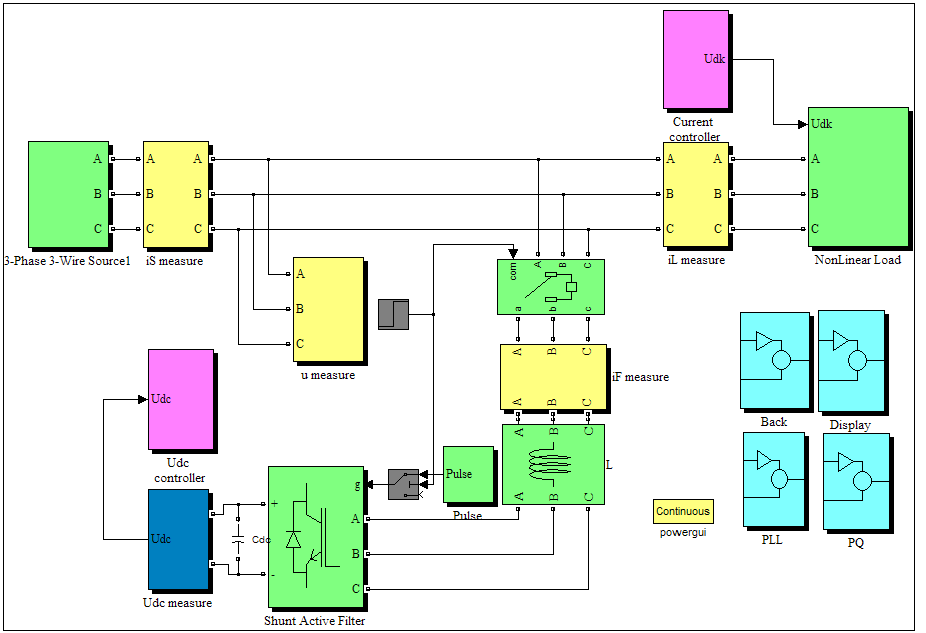 Udk
Current
controller
Udk
A A A A A A
B B B B B B
C C C C C C
3-Phase 3-Wire Source1
iS measure
iL measure
NonLinear Load
com
A B C
a b c
A
B
C
u measure
A B C
iF measure
A B C
Udc
Udc
controller
A B C
L
A B C
Pulse
Pulse
Back
Display
g
+
A
Cdc
Udc
B
-
C
Udc measure
Shunt Active Filter
Continuous
powergui
PLL
PQ